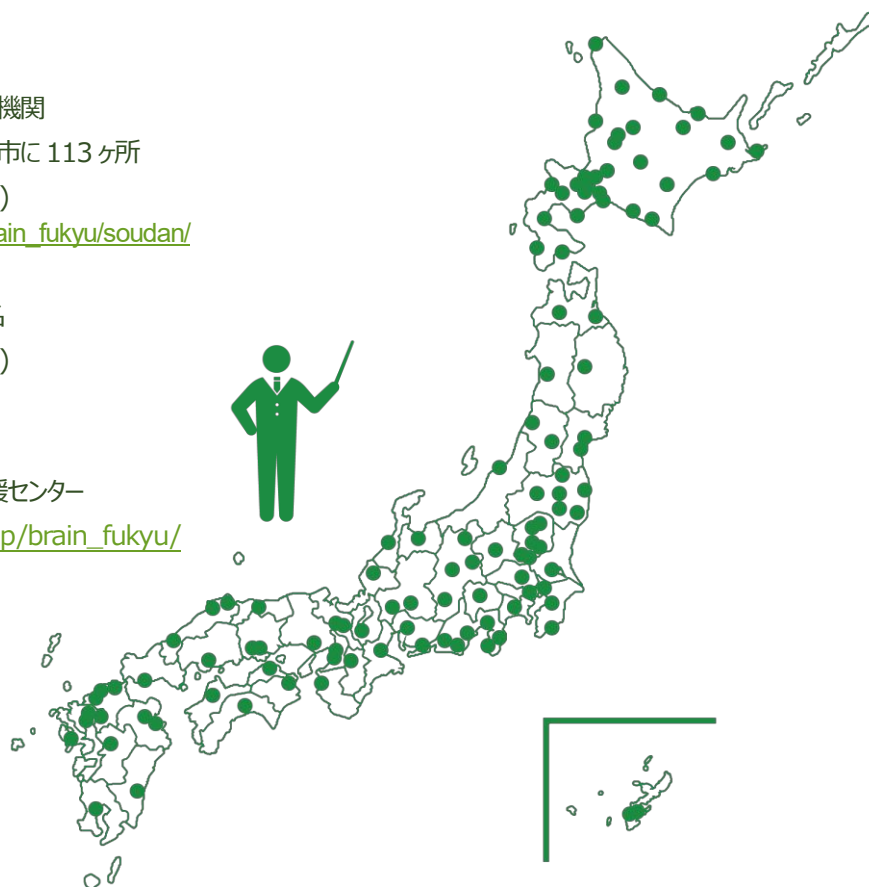 機関
市に 113 ヶ所
)
ain_fukyu/soudan/
)
援センター
p/brain_fukyu/